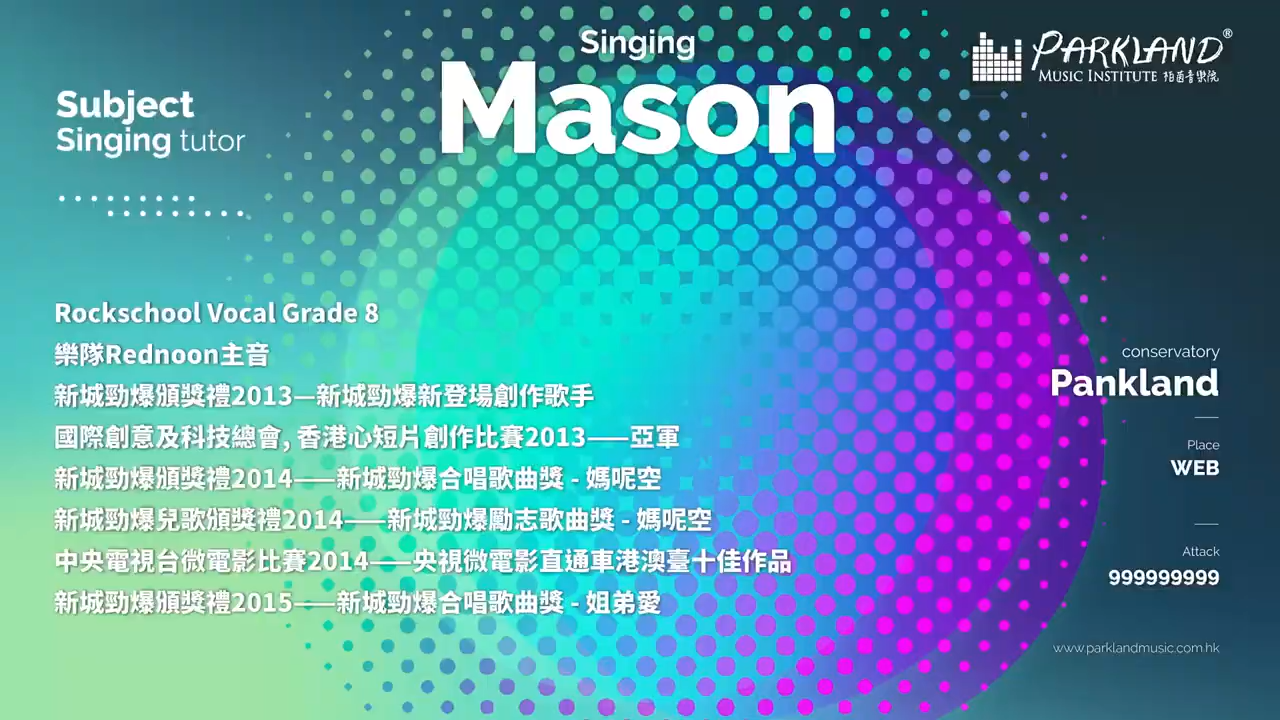 Singing
Mason
PARKLAND®
MUSIC INSTITUTE 柏苗音樂院
Subject
Singing tutor
Rockschool Vocal Grade 8
樂隊Rednoon主音
新城勁爆頒獎禮2013—新城勁爆新登場創作歌手
國際創意及科技總會, 香港心短片創作比賽2013——亞軍
新城勁爆頒獎禮2014——新城勁爆合唱歌曲獎 - 媽呢空
新城勁爆兒歌頒獎禮2014——新城勁爆勵志歌曲獎 - 媽呢空
中央電視台微電影比賽2014——央視微電影直通車港澳臺十佳作品
新城勁爆頒獎禮2015——新城勁爆合唱歌曲獎 - 姐弟愛
conservatory
Pankland
Place
WEB
Attack
999999999
www.parklandmusic.com.hk